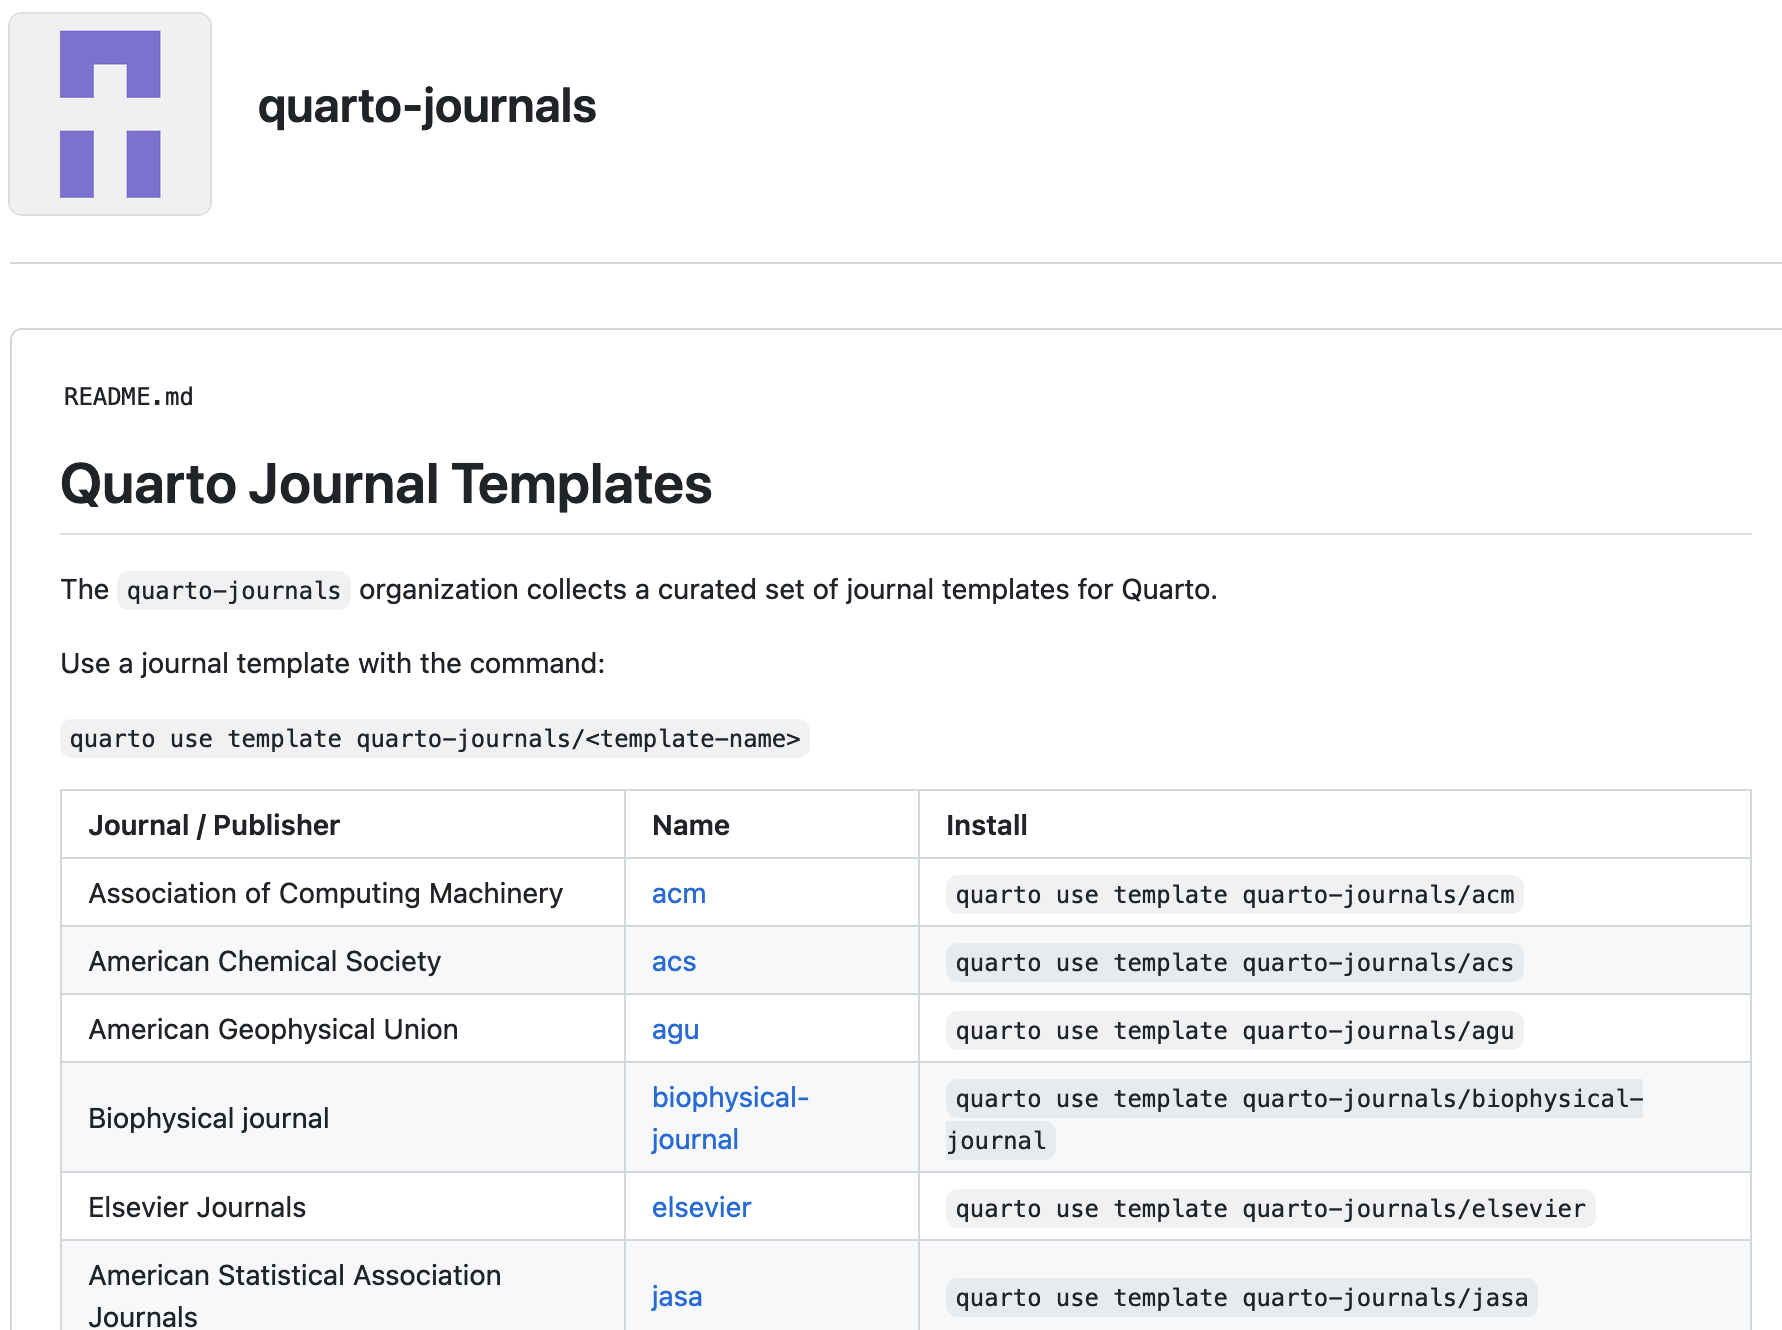 quarto-journals
README.md
Quarto Journal Templates
The quarto-journals organization collects a curated set of journal templates for Quarto.
Use a journal template with the command:
quarto use template quarto-journals/<template-name>
Journal / Publisher Name Install
Association of Computing Machinery acm quarto use template quarto-journals/acm
American Chemical Society acs quarto use template quarto-journals/acs
American Geophysical Union agu quarto use template quarto-journals/agu
Biophysical journal biophysical-
journal quarto use template quarto-journals/biophysical-
journal
Elsevier Journals elsevier quarto use template quarto-journals/elsevier
American Statistical Association
Journals jasa quarto use template quarto-journals/jasa